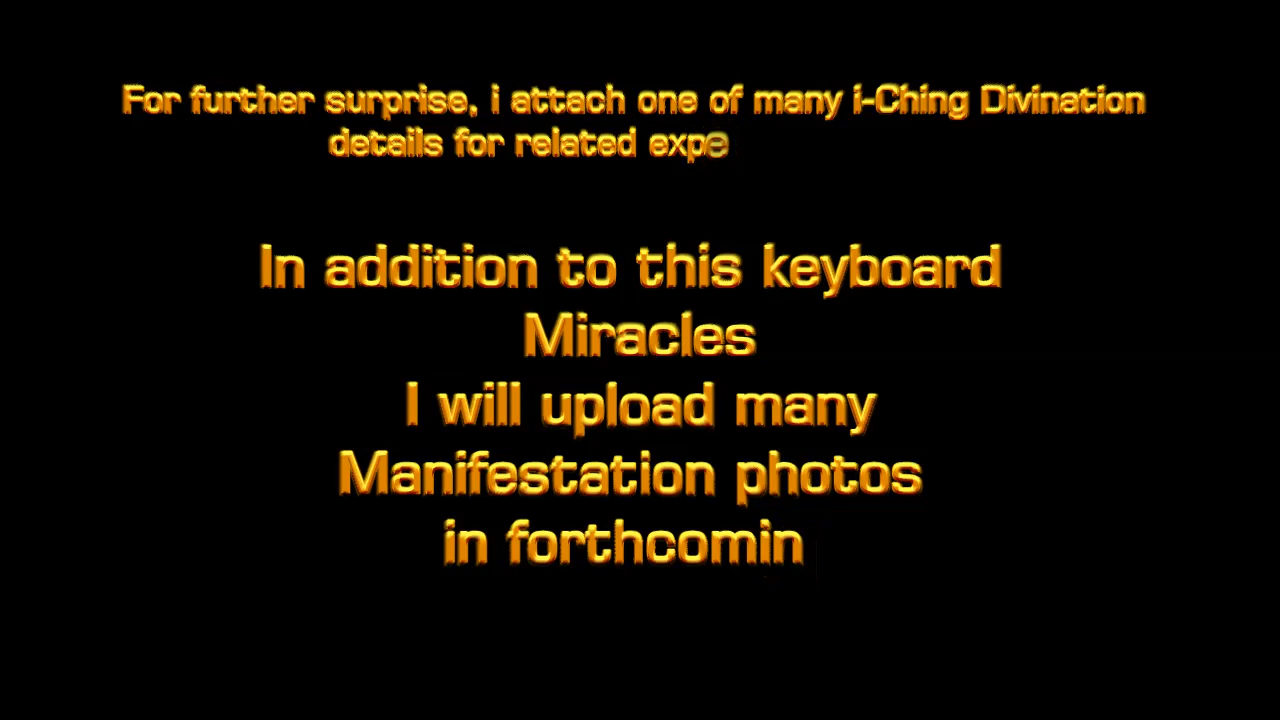 For further surprise, i attach one of many i-Ching Divination
details for related expe
In addition to this keyboard
Miracles
I will upload many
Manifestation photos
in forthcomin